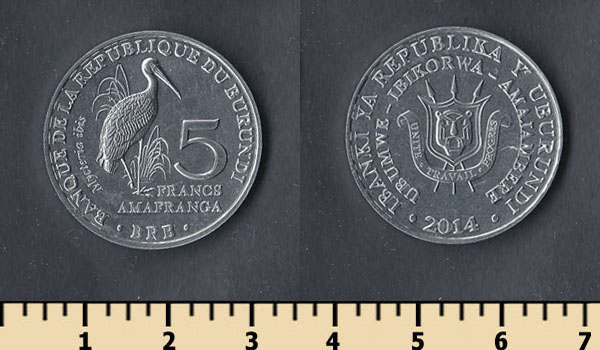 BANQUE DE LA RÉPUBLIQUE DU BURUNDI
Mycteria ibis
5
FRANCS
AMAFRANGA
· BRB ·
IBANKI YA REPUBLIKA Y'UBURUNDI
UBUMWE - IBIKORWA - AMAJAMBERE
UNITE · TRAVAIL · PROGRES
· 2014 ·
1 2 3 4 5 6 7